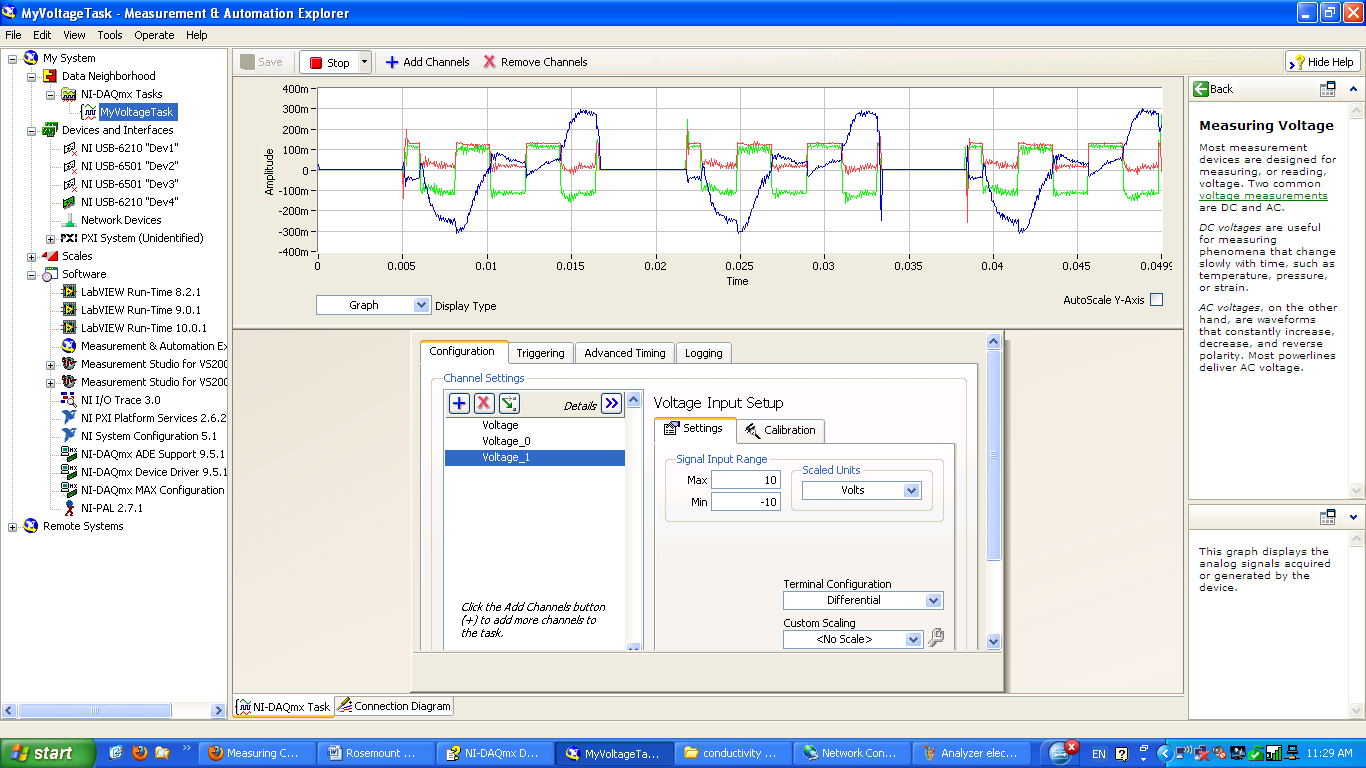 MyVoltageTask - Measurement & Automation Explorer
File Edit View Tools Operate Help
My System
Data Neighborhood
NI-DAQmx Tasks
MyVoltageTask
Devices and Interfaces
NI USB-6210 "Dev1"
NI USB-6501 "Dev2"
NI USB-6501 "Dev3"
NI USB-6210 "Dev4"
Network Devices
PXI PXI System (Unidentified)
Scales
Software
LabVIEW Run-Time 8.2.1
LabVIEW Run-Time 9.0.1
LabVIEW Run-Time 10.0.1
Measurement & Automation Ex
Measurement Studio for VS200
Measurement Studio for VS200
NI I/O Trace 3.0
NI PXI Platform Services 2.6.2
NI System Configuration 5.1
NI-DAQmx ADE Support 9.5.1
NI-DAQmx Device Driver 9.5.1
NI-DAQmx MAX Configuration
NI-PAL 2.7.1
Remote Systems
Save Stop Add Channels Remove Channels Hide Help
400m
300m
200m
100m
0
-100m
-200m
-300m
-400m
Amplitude
0 0.005 0.01 0.015 0.02 0.025 0.03 0.035 0.04 0.045 0.0499
Time
Graph Display Type
AutoScale Y-Axis
Configuration Triggering Advanced Timing Logging
Channel Settings
Details
Voltage
Voltage_0
Voltage_1
Click the Add Channels button
(+) to add more channels to
the task.
Voltage Input Setup
Settings Calibration
Signal Input Range
Max 10
Min -10
Scaled Units
Volts
Terminal Configuration
Differential
Custom Scaling
<No Scale>
NI-DAQmx Task Connection Diagram
Back
Measuring Voltage
Most measurement
devices are designed for
measuring, or reading,
voltage. Two common
voltage measurements
are DC and AC.
DC voltages are useful
for measuring
phenomena that change
slowly with time, such as
temperature, pressure,
or strain.
AC voltages, on the other
hand, are waveforms
that constantly increase,
decrease, and reverse
polarity. Most powerlines
deliver AC voltage.
This graph displays the
analog signals acquired
or generated by the
device.
start Measuring C... Rosemount ... NI-DAQmx D... MyVoltageTa... conductivity ... Network Con... Analyzer elec... EN 11:29 AM